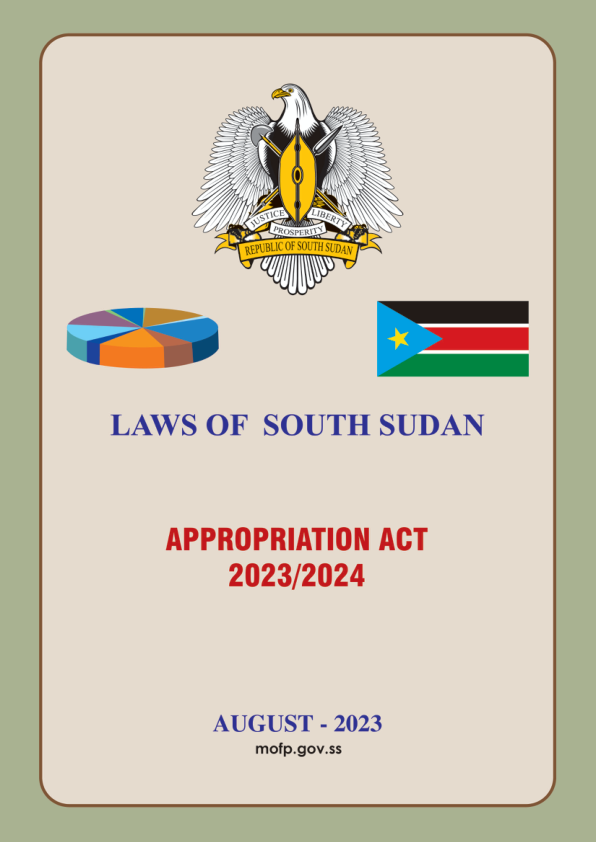 JUSTICE LIBERTY
PROSPERITY
REPUBLIC OF SOUTH SUDAN
LAWS OF SOUTH SUDAN
APPROPRIATION ACT
2023/2024
AUGUST - 2023
mofp.gov.ss